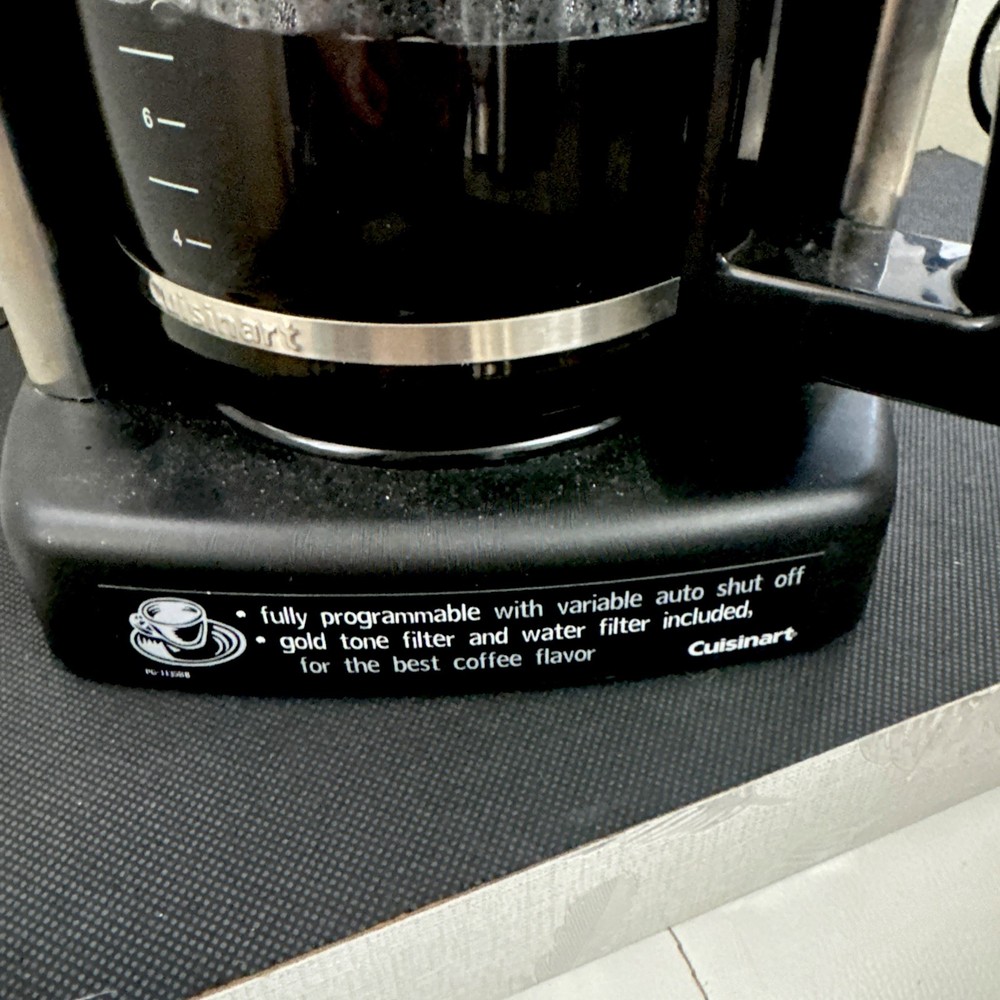 6
4
Cuisinart
• fully programmable with variable auto shut off
• gold tone filter and water filter included,
for the best coffee flavor
Cuisinart